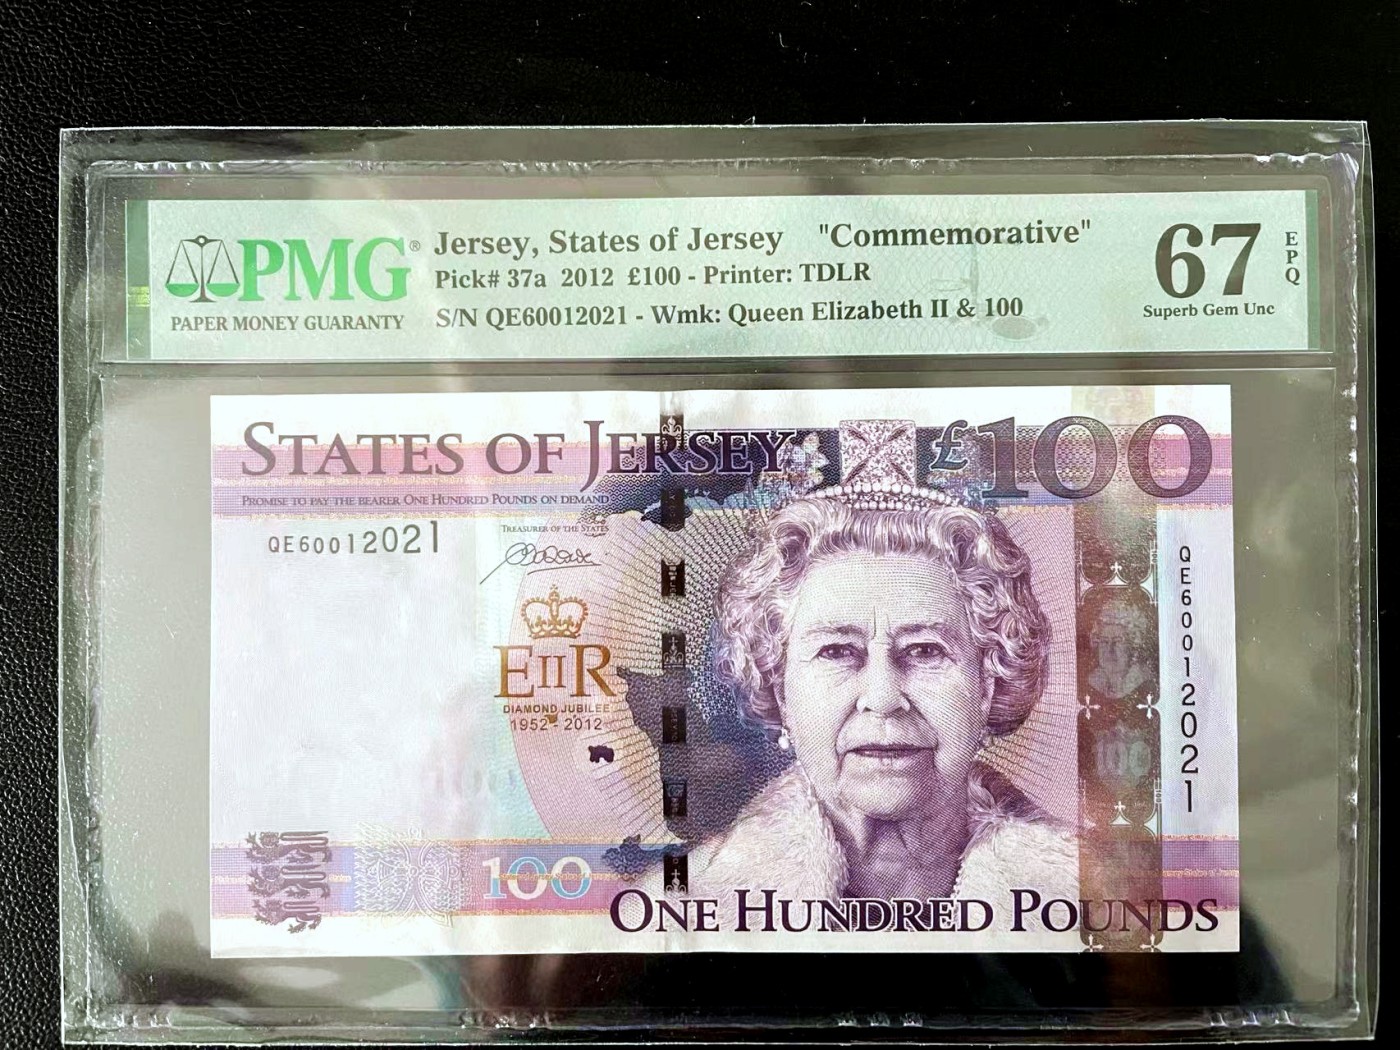 PMG®
PAPER MONEY GUARANTY
Jersey, States of Jersey "Commemorative"
Pick# 37a 2012 £100 - Printer: TDLR
S/N QE60012021 - Wmk: Queen Elizabeth II & 100
67
EPQ
Superb Gem Unc
STATES OF JERSEY £100
PROMISE TO PAY THE BEARER ONE HUNDRED POUNDS ON DEMAND
QE60012021
TREASURER OF THE STATES
EIIR
DIAMOND JUBILEE
1952 - 2012
QE60012021
100
100
ONE HUNDRED POUNDS